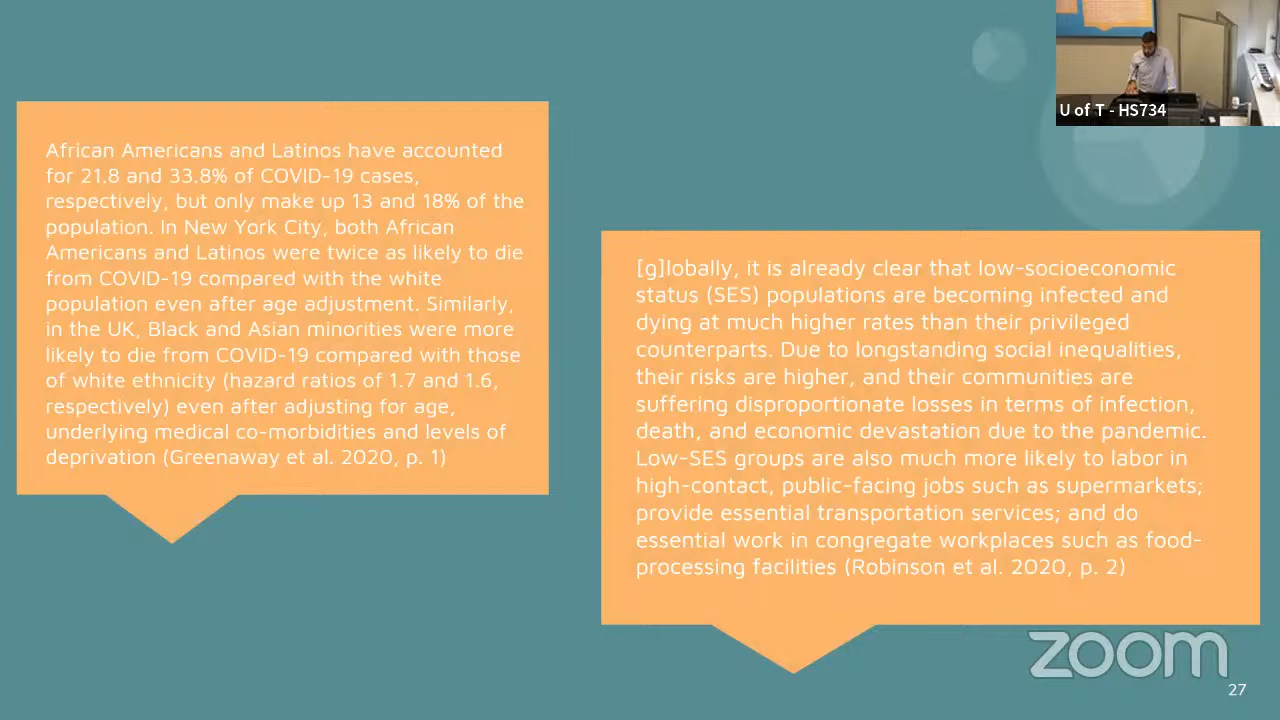 U of T - HS734
African Americans and Latinos have accounted
for 21.8 and 33.8% of COVID-19 cases,
respectively, but only make up 13 and 18% of the
population. In New York City, both African
Americans and Latinos were twice as likely to die
from COVID-19 compared with the white
population even after age adjustment. Similarly,
in the UK, Black and Asian minorities were more
likely to die from COVID-19 compared with those
of white ethnicity (hazard ratios of 1.7 and 1.6,
respectively) even after adjusting for age,
underlying medical co-morbidities and levels of
deprivation (Greenaway et al. 2020, p. 1)
[g]lobally, it is already clear that low-socioeconomic
status (SES) populations are becoming infected and
dying at much higher rates than their privileged
counterparts. Due to longstanding social inequalities,
their risks are higher, and their communities are
suffering disproportionate losses in terms of infection,
death, and economic devastation due to the pandemic.
Low-SES groups are also much more likely to labor in
high-contact, public-facing jobs such as supermarkets;
provide essential transportation services; and do
essential work in congregate workplaces such as food-
processing facilities (Robinson et al. 2020, p. 2)
zoom
27